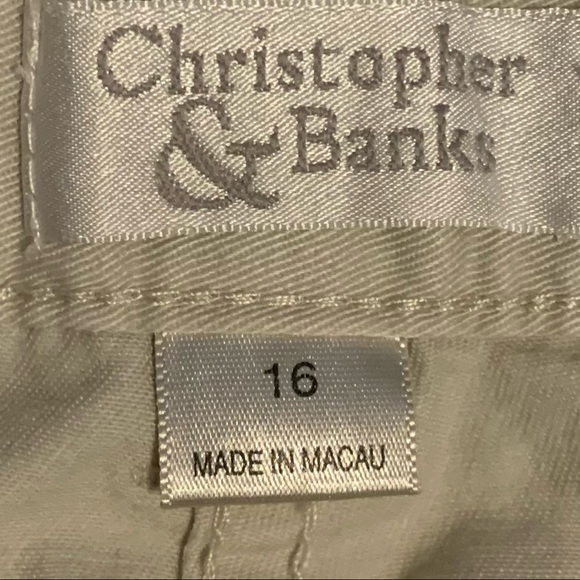 Christopher
& Banks
16
MADE IN MACAU